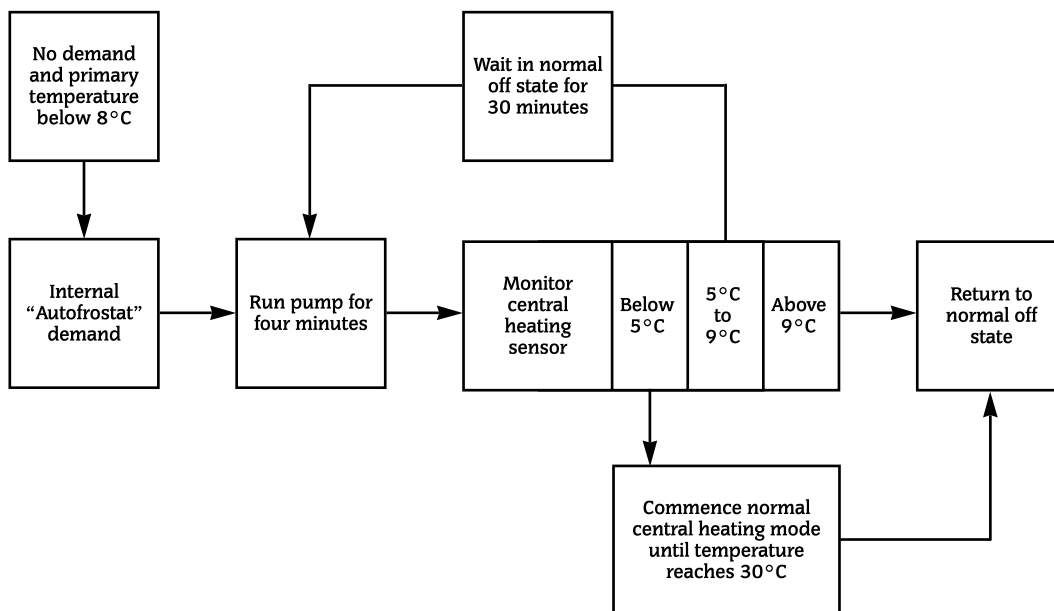 No demand
and primary
temperature
below 8°C
Wait in normal
off state for
30 minutes
Internal
“Autofrostat”
demand
Run pump for
four minutes
Monitor
central
heating
sensor
Below
5°C
5°C
to
9°C
Above
9°C
Return to
normal off
state
Commence normal
central heating mode
until temperature
reaches 30°C